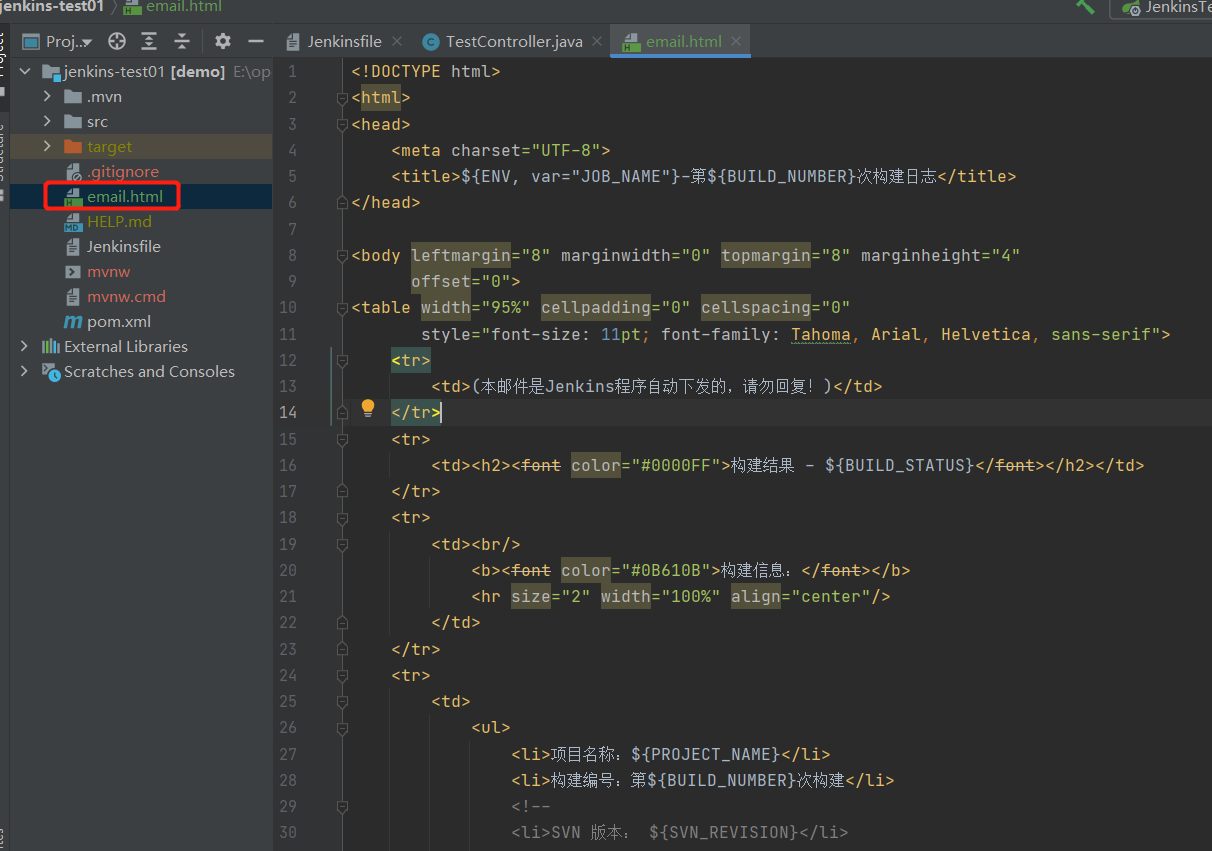 jenkins-test01 email.html JenkinsTe
Proj.. Jenkinsfile TestController.java email.html
jenkins-test01 [demo] E:\op
.mvn
src
target
.gitignore
email.html
HELP.md
Jenkinsfile
mvnw
mvnw.cmd
pom.xml
External Libraries
Scratches and Consoles
1 <!DOCTYPE html>
2 <html>
3 <head>
4 <meta charset="UTF-8">
5 <title>${ENV, var="JOB_NAME"}-第${BUILD_NUMBER}次构建日志</title>
6 </head>
7
8 <body leftmargin="8" marginwidth="0" topmargin="8" marginheight="4"
9 offset="0">
10 <table width="95%" cellpadding="0" cellspacing="0"
11 style="font-size: 11pt; font-family: Tahoma, Arial, Helvetica, sans-serif">
12 <tr>
13 <td>(本邮件是Jenkins程序自动下发的，请勿回复！)</td>
14 </tr>
15 <tr>
16 <td><h2><font color="#0000FF">构建结果 - ${BUILD_STATUS}</font></h2></td>
17 </tr>
18 <tr>
19 <td><br/>
20 <b><font color="#0B610B">构建信息：</font></b>
21 <hr size="2" width="100%" align="center"/>
22 </td>
23 </tr>
24 <tr>
25 <td>
26 <ul>
27 <li>项目名称：${PROJECT_NAME}</li>
28 <li>构建编号：第${BUILD_NUMBER}次构建</li>
29 <!--
30 <li>SVN 版本： ${SVN_REVISION}</li>